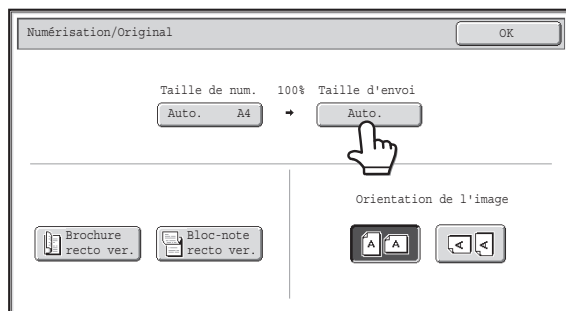 Numérisation/Original
OK
Taille de num. 100% Taille d'envoi
Auto. A4 → Auto.
Orientation de l'image
Brochure
recto ver.
Bloc-note
recto ver.
A A A A